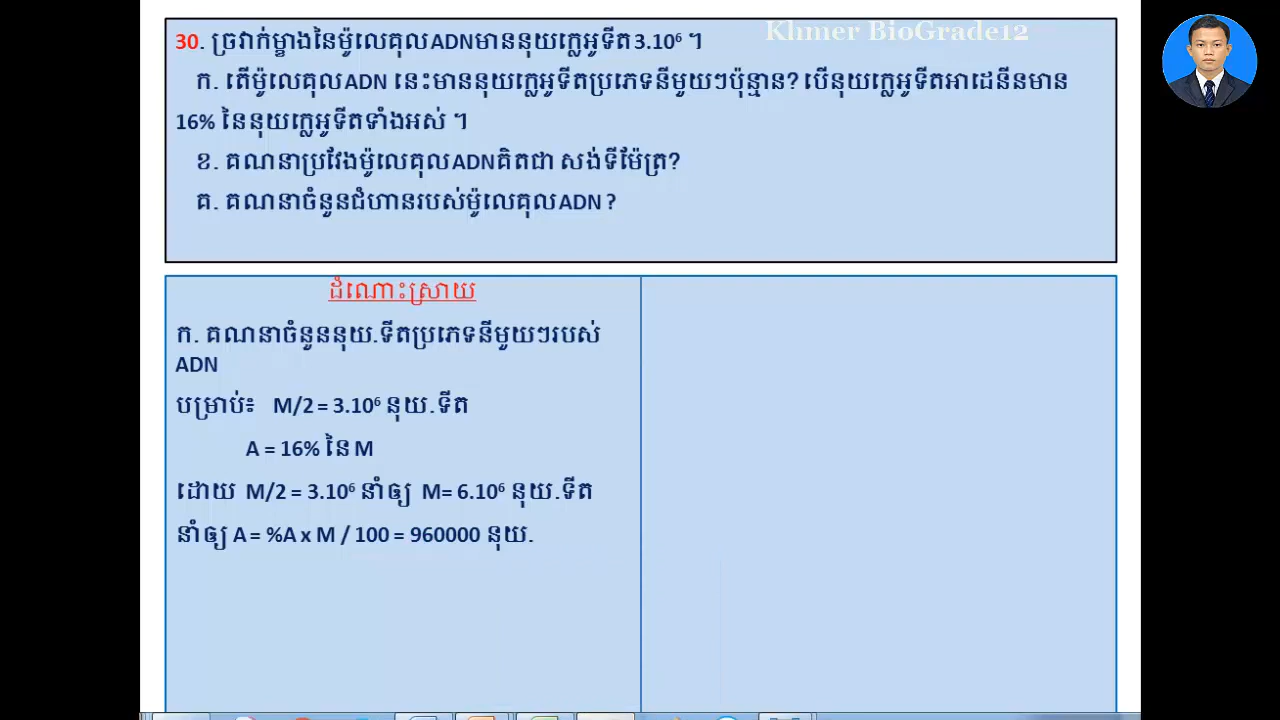 Khmer BioGrade12
30. ច្រវាក់ម្ខាងនៃម៉ូលេគុលADNមាននុយក្លេអូទីត3.10⁶ ។
ក. តើម៉ូលេគុលADN នេះមាននុយក្លេអូទីតប្រភេទនីមួយៗប៉ុន្មាន? បើនុយក្លេអូទីតអាដេនីនមាន
16% នៃនុយក្លេអូទីតទាំងអស់ ។
ខ. គណនាប្រវែងម៉ូលេគុលADNគិតជា សង់ទីម៉ែត្រ?
គ. គណនាចំនួនជំហានរបស់ម៉ូលេគុលADN ?
ដំណោះស្រាយ
ក. គណនាចំនួននុយ.ទីតប្រភេទនីមួយៗរបស់
ADN
បម្រាប់៖ M/2 = 3.10⁶ នុយ.ទីត
A = 16% នៃ M
ដោយ M/2 = 3.10⁶ នាំឲ្យ M= 6.10⁶ នុយ.ទីត
នាំឲ្យ A = %A x M / 100 = 960000 នុយ.